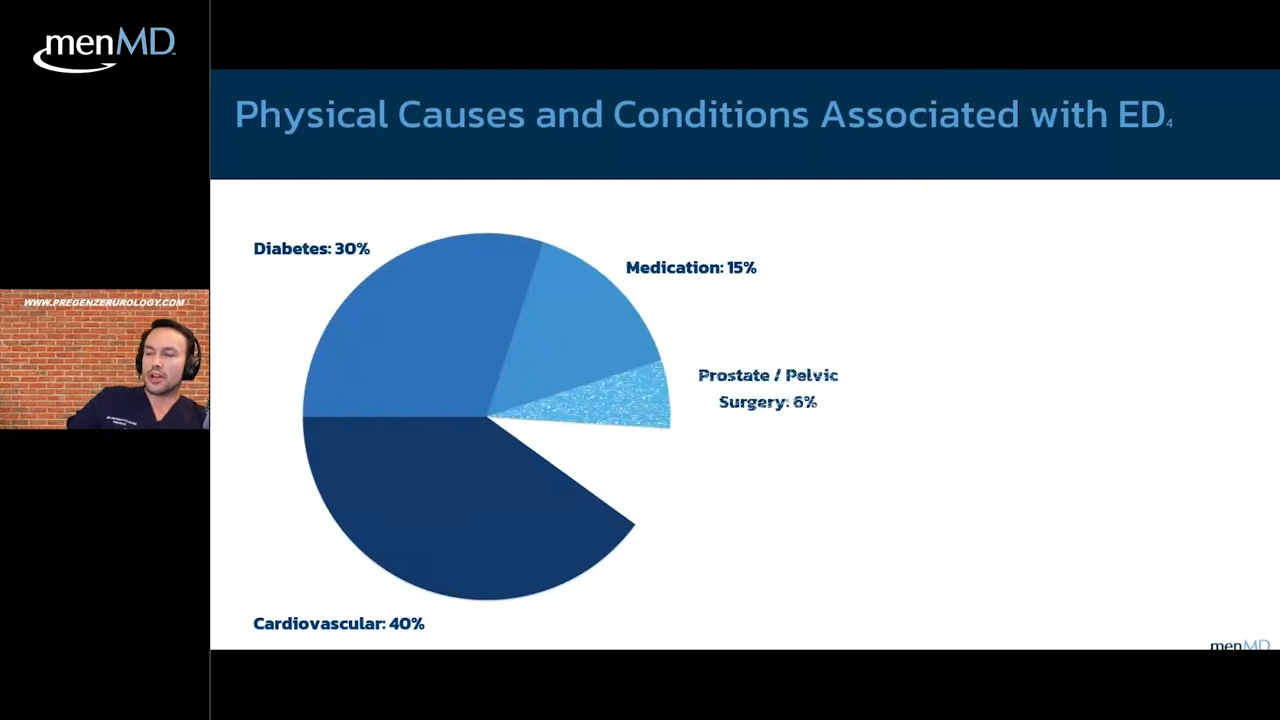 menMD
Physical Causes and Conditions Associated with ED4
Diabetes: 30%
Medication: 15%
WWW.PREGENZERUROLOGY.COM
Prostate / Pelvic
Surgery: 6%
Cardiovascular: 40%
menMD